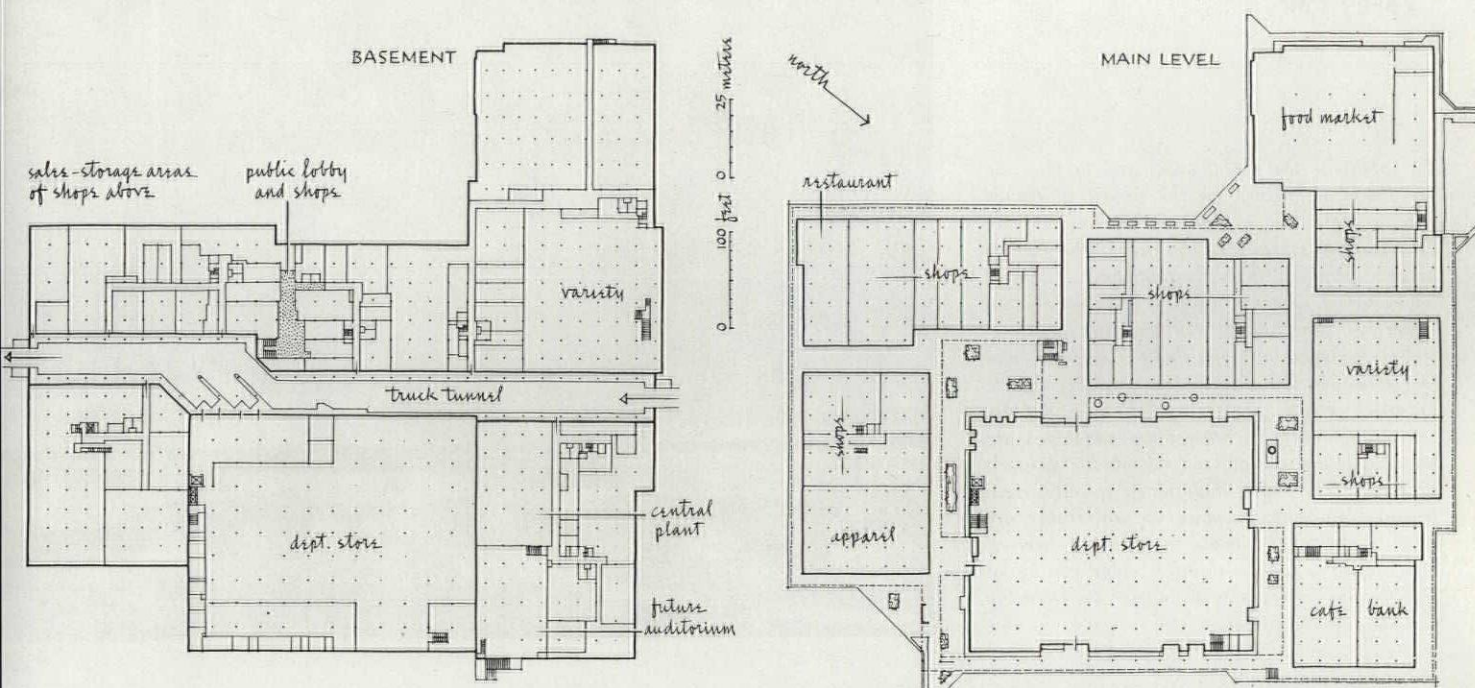 BASEMENT
sales-storage areas
of shops above
public lobby
and shops
variety
truck tunnel
dept. store
central
plant
future
auditorium
25 meters
0
100 feet
0
north
MAIN LEVEL
food market
restaurant
shops
shops
shops
variety
shops
shops
apparel
dept. store
café
bank